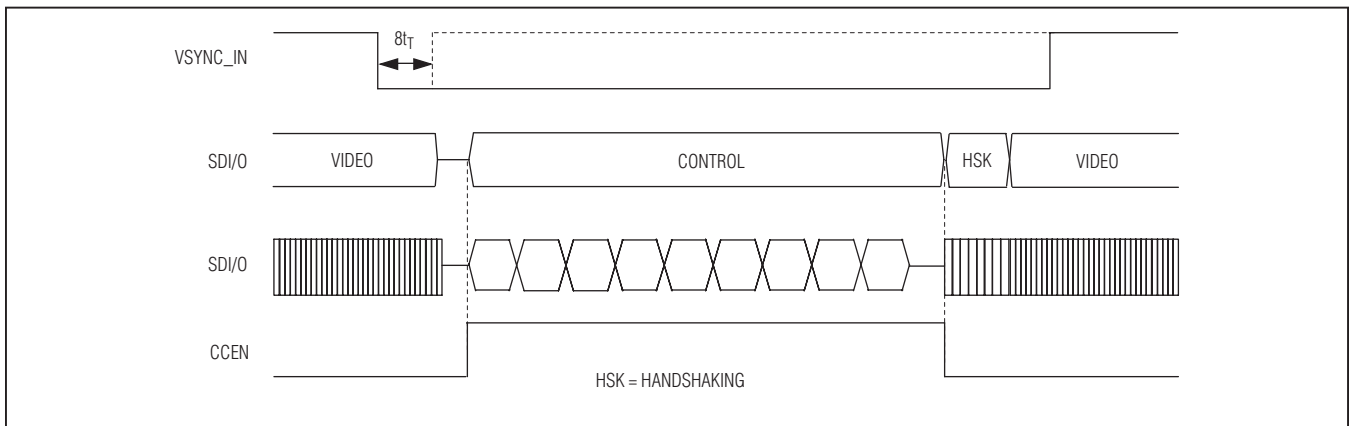 8tT
VSYNC_IN
SDI/O
VIDEO
CONTROL
HSK
VIDEO
SDI/O
CCEN
HSK = HANDSHAKING